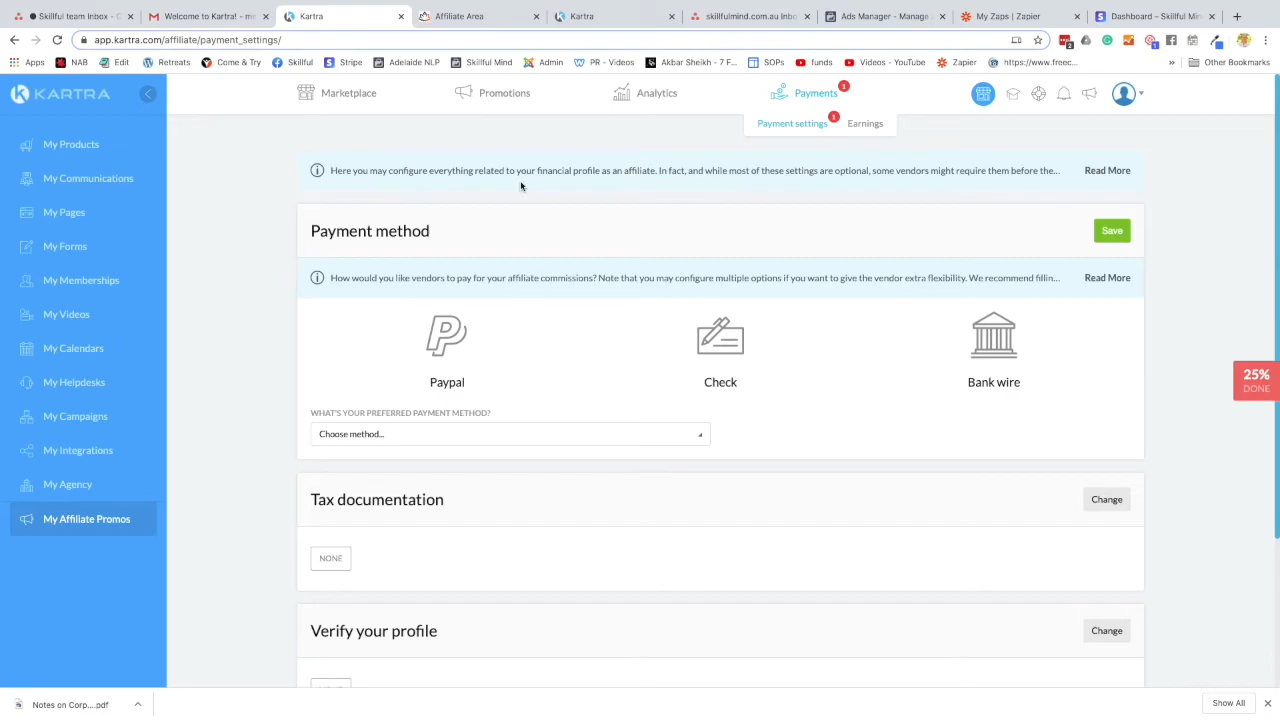 Skillful team Inbox - C
Welcome to Kartra! - me
Kartra
Affiliate Area
Kartra
skillfulmind.com.au Inbo
Ads Manager - Manage
My Zaps | Zapier
Dashboard – Skillful Min
app.kartra.com/affiliate/payment_settings/
2
1
Apps
NAB
Edit
Retreats
Come & Try
Skillful
Stripe
Adelaide NLP
Skillful Mind
Admin
PR - Videos
Akbar Sheikh - 7 F...
SOPs
funds
Videos - YouTube
Zapier
https://www.freec...
»
Other Bookmarks
KARTRA
Marketplace
Promotions
Analytics
Payments
1
Payment settings
1
Earnings
My Products
My Communications
My Pages
My Forms
My Memberships
My Videos
My Calendars
My Helpdesks
My Campaigns
My Integrations
My Agency
My Affiliate Promos
Here you may configure everything related to your financial profile as an affiliate. In fact, and while most of these settings are optional, some vendors might require them before the...
Read More
Payment method
Save
How would you like vendors to pay for your affiliate commissions? Note that you may configure multiple options if you want to give the vendor extra flexibility. We recommend fillin...
Read More
Paypal
Check
Bank wire
WHAT'S YOUR PREFERRED PAYMENT METHOD?
Choose method...
25%
DONE
Tax documentation
Change
NONE
Verify your profile
Change
Notes on Corp....pdf
Show All